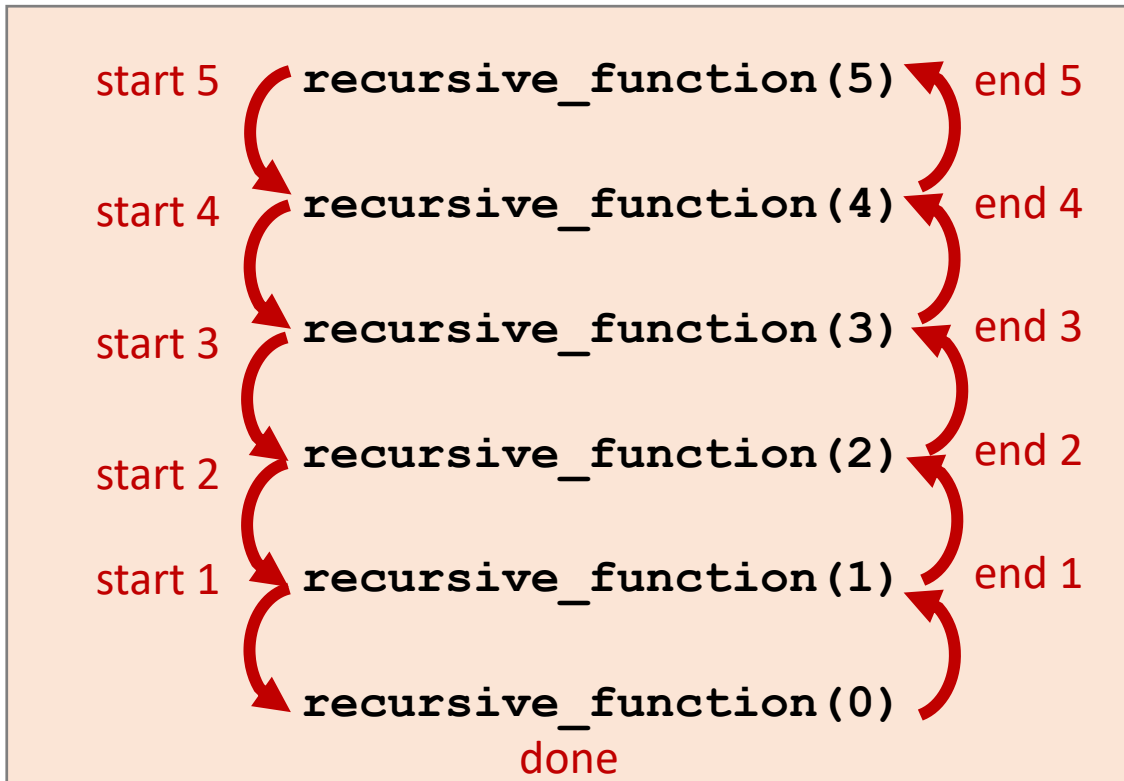 start 5 recursive_function(5) end 5
start 4 recursive_function(4) end 4
start 3 recursive_function(3) end 3
start 2 recursive_function(2) end 2
start 1 recursive_function(1) end 1
recursive_function(0)
done